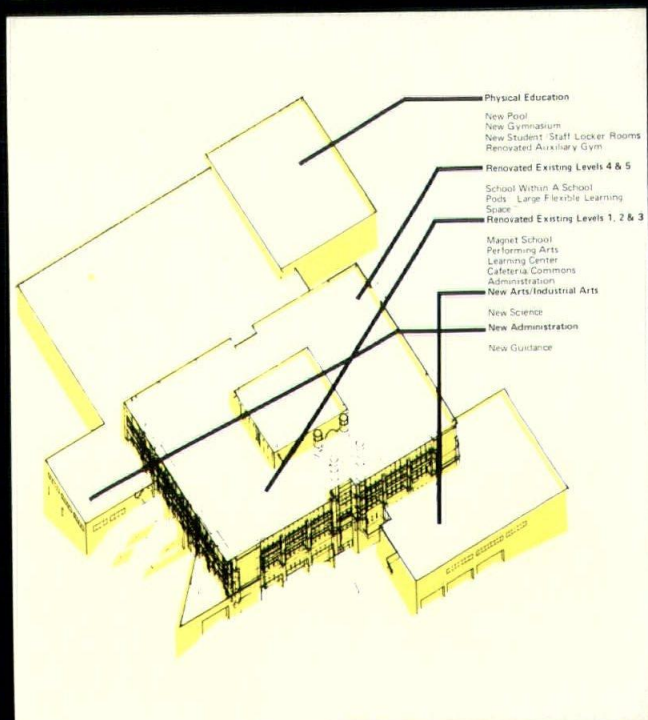 Physical Education
New Pool
New Gymnasium
New Student Staff Locker Rooms
Renovated Auxiliary Gym
Renovated Existing Levels 4 & 5
School Within A School
Pods Large Flexible Learning
Space
Renovated Existing Levels 1, 2 & 3
Magnet School
Performing Arts
Learning Center
Cafeteria/Commons
Administration
New Arts/Industrial Arts
New Science
New Administration
New Guidance